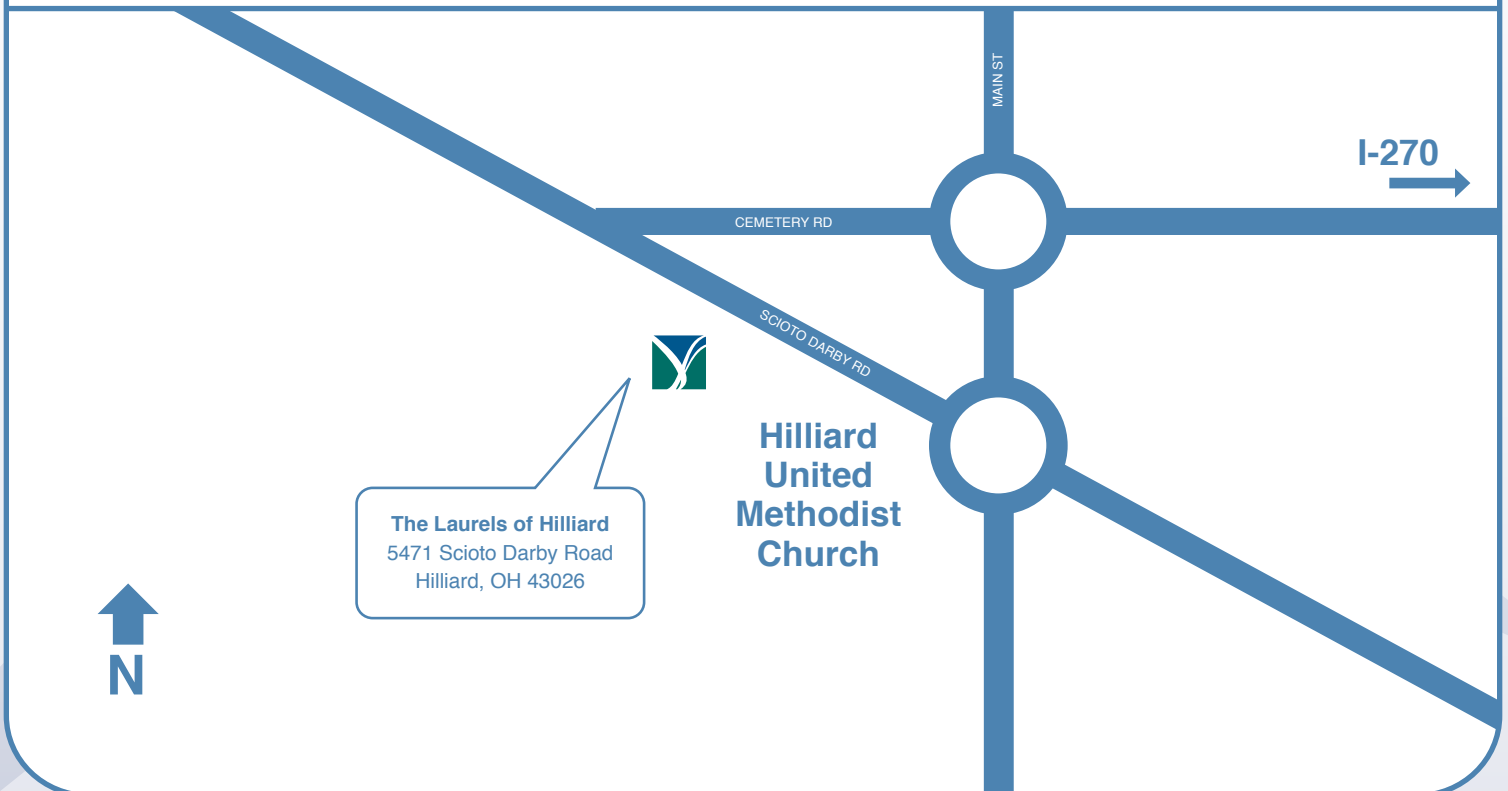 MAIN ST
I-270
CEMETERY RD
SCIOTO DARBY RD
Hilliard
United
Methodist
Church
The Laurels of Hilliard
5471 Scioto Darby Road
Hilliard, OH 43026
N